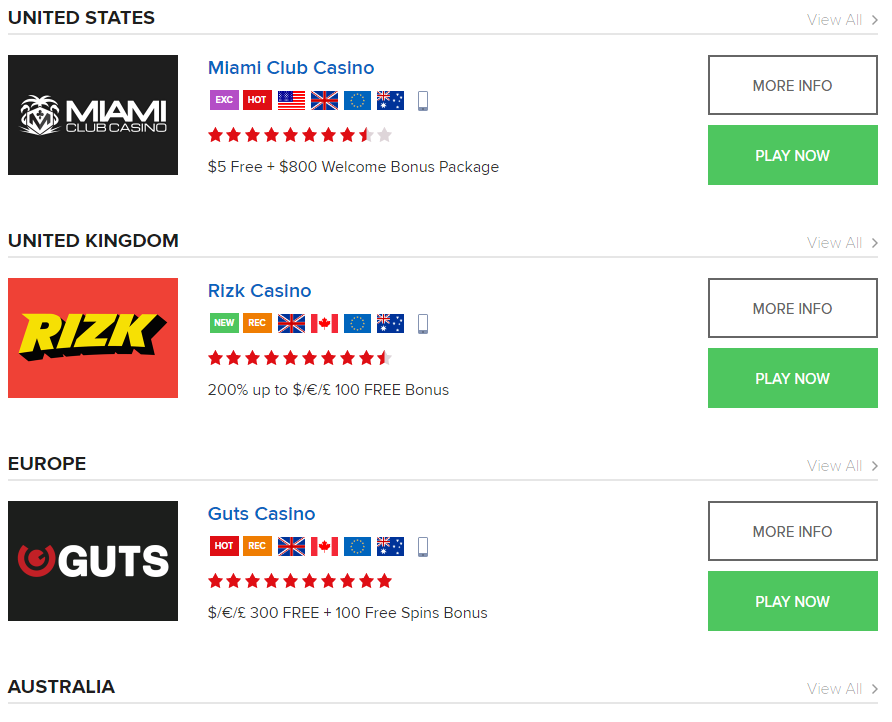 UNITED STATES
View All
MIAMI
CLUB CASINO
Miami Club Casino
EXC HOT
$5 Free + $800 Welcome Bonus Package
MORE INFO
PLAY NOW
UNITED KINGDOM
View All
RIZK
Rizk Casino
NEW REC
200% up to $/€/£ 100 FREE Bonus
MORE INFO
PLAY NOW
EUROPE
View All
GUTS
Guts Casino
HOT REC
$/€/£ 300 FREE + 100 Free Spins Bonus
MORE INFO
PLAY NOW
AUSTRALIA
View All